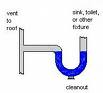 vent
to
roof
sink, toilet,
or other
fixture
cleanout